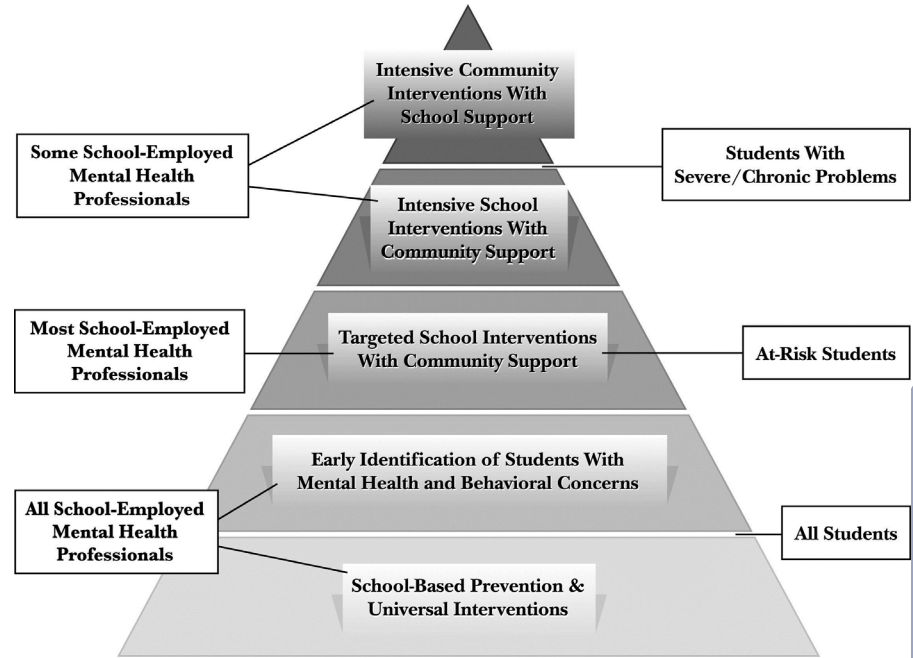 Intensive Community
Interventions With
School Support
Some School-Employed
Mental Health
Professionals
Students With
Severe/Chronic Problems
Intensive School
Interventions With
Community Support
Most School-Employed
Mental Health
Professionals
Targeted School Interventions
With Community Support
At-Risk Students
Early Identification of Students With
Mental Health and Behavioral Concerns
All School-Employed
Mental Health
Professionals
All Students
School-Based Prevention &
Universal Interventions